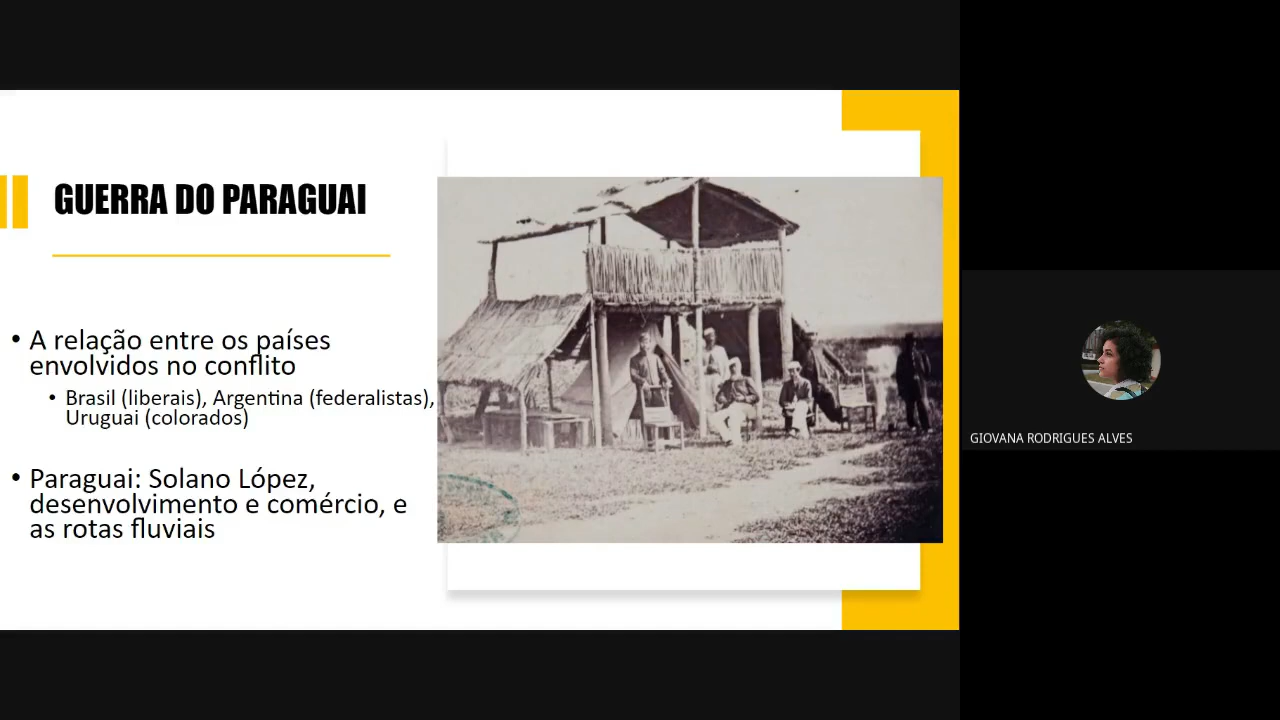 GUERRA DO PARAGUAI
• A relação entre os países
envolvidos no conflito
• Brasil (liberais), Argentina (federalistas),
Uruguai (colorados)
• Paraguai: Solano López,
desenvolvimento e comércio, e
as rotas fluviais
GIOVANA RODRIGUES ALVES